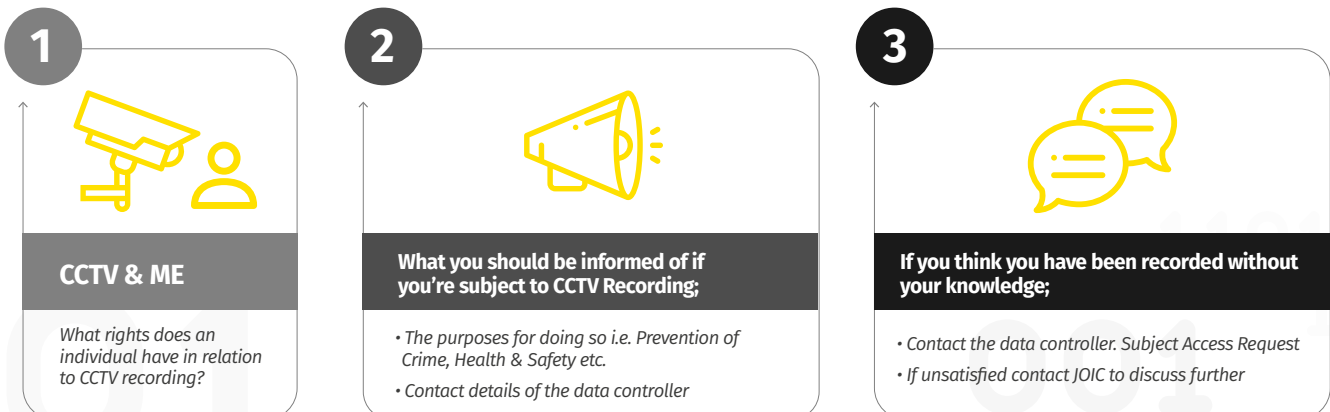 1
CCTV & ME
What rights does an
individual have in relation
to CCTV recording?
2
What you should be informed of if
you're subject to CCTV Recording;
• The purposes for doing so i.e. Prevention of
Crime, Health & Safety etc.
• Contact details of the data controller
3
If you think you have been recorded without
your knowledge;
• Contact the data controller. Subject Access Request
• If unsatisfied contact JOIC to discuss further